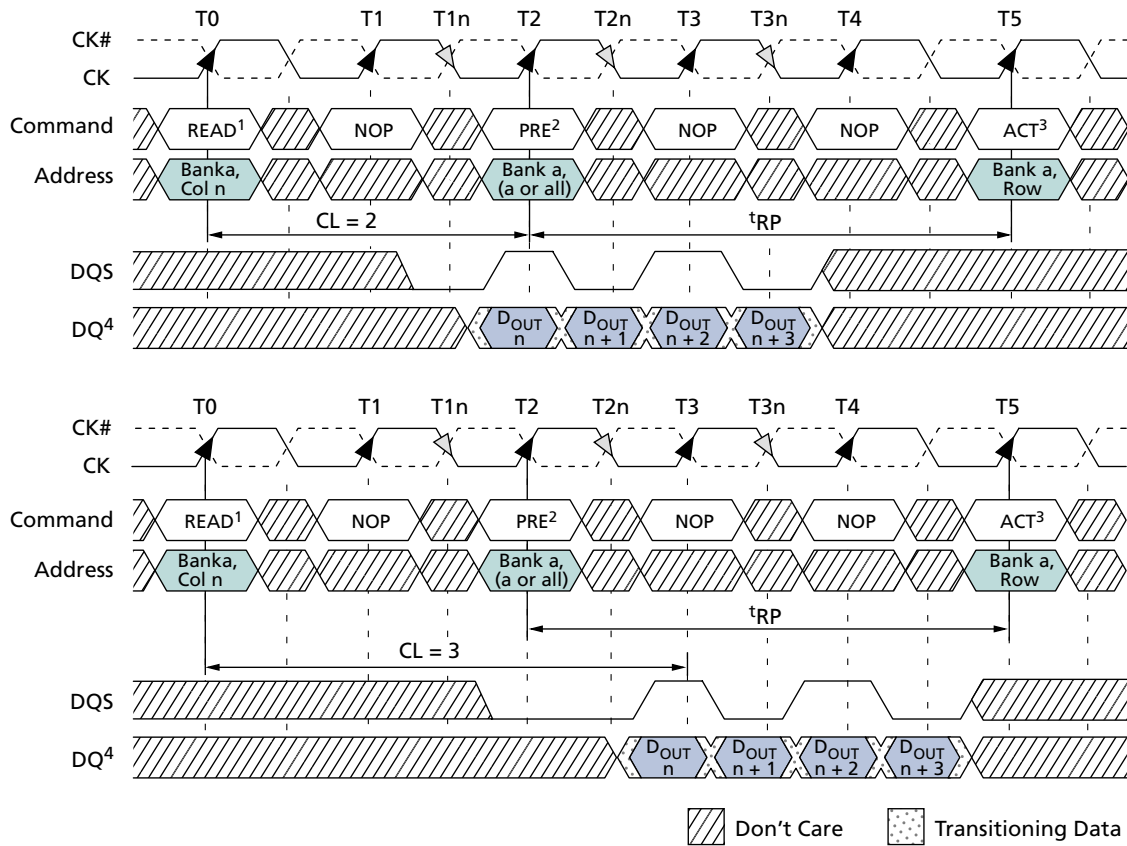 T0 T1 T1n T2 T2n T3 T3n T4 T5
CK#
CK
Command READ¹ NOP PRE² NOP NOP ACT³
Address Banka, Col n Bank a, (a or all) Bank a, Row
CL = 2 ᵗRP
DQS
DQ⁴ DOUT n DOUT n + 1 DOUT n + 2 DOUT n + 3
T0 T1 T1n T2 T2n T3 T3n T4 T5
CK#
CK
Command READ¹ NOP PRE² NOP NOP ACT³
Address Banka, Col n Bank a, (a or all) Bank a, Row
ᵗRP
CL = 3
DQS
DQ⁴ DOUT n DOUT n + 1 DOUT n + 2 DOUT n + 3
Don't Care Transitioning Data